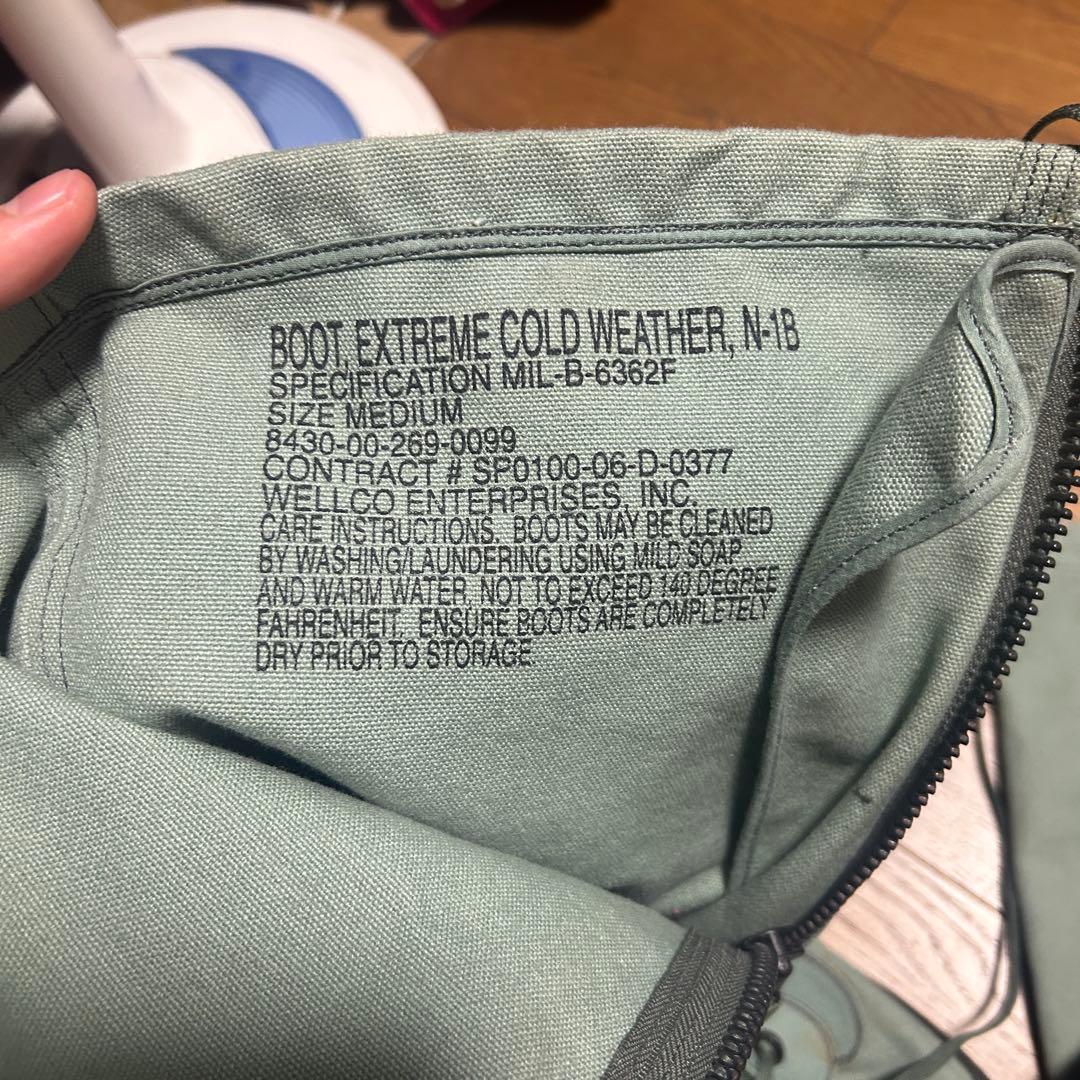 BOOT, EXTREME COLD WEATHER, N-1B
SPECIFICATION MIL-B-6362F
SIZE MEDIUM
8430-00-269-0099
CONTRACT # SP0100-06-D-0377
WELLCO ENTERPRISES, INC.
CARE INSTRUCTIONS. BOOTS MAY BE CLEANED
BY WASHING/LAUNDERING USING MILD SOAP
AND WARM WATER, NOT TO EXCEED 140 DEGREE
FAHRENHEIT. ENSURE BOOTS ARE COMPLETELY
DRY PRIOR TO STORAGE.